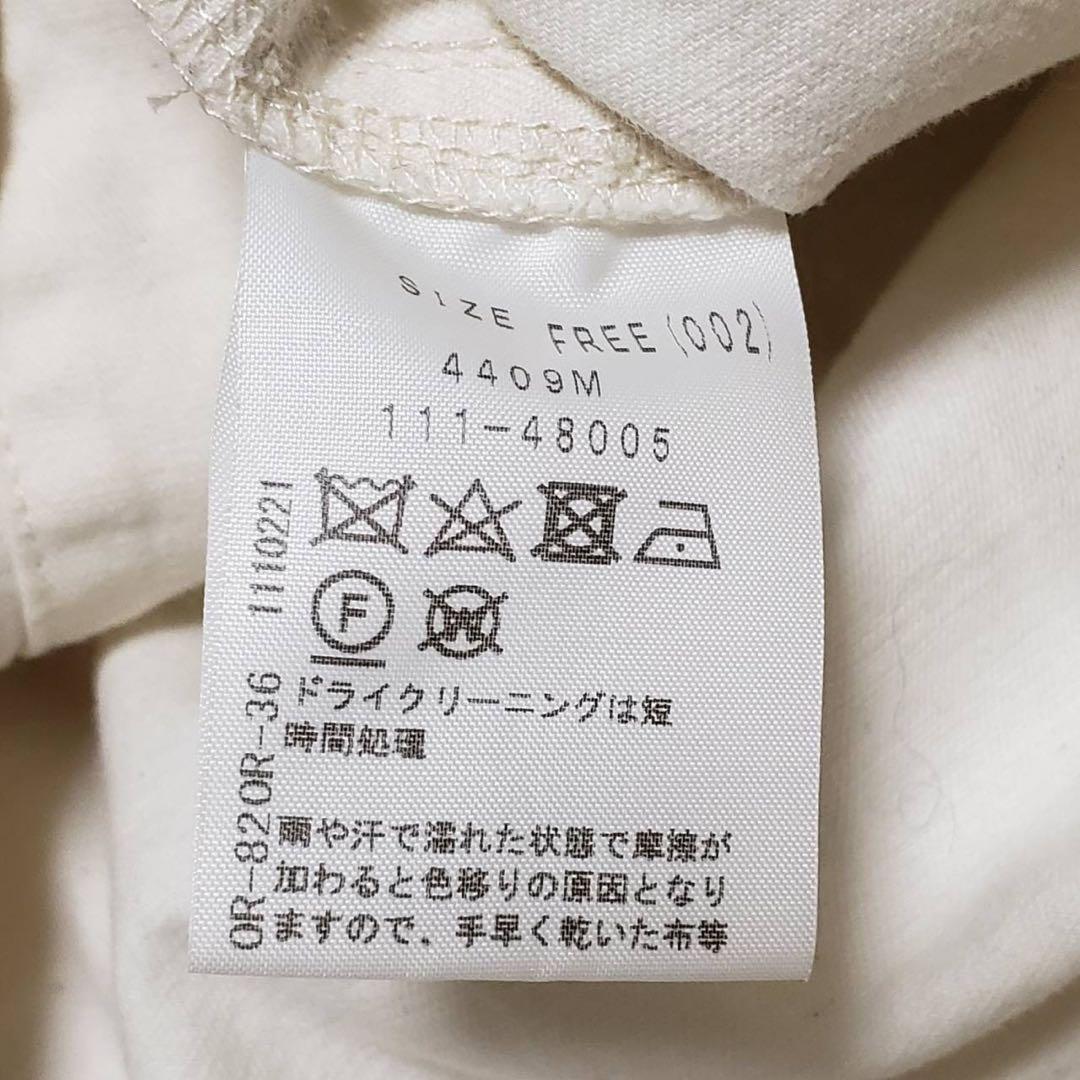 SIZE FREE(002)
4409M
111-48005
F
W
ドライクリーニングは短
時間処理
雨や汗で濡れた状態で摩擦が
加わると色移りの原因となり
ますので、手早く乾いた布等
OR-820R-36 1110221